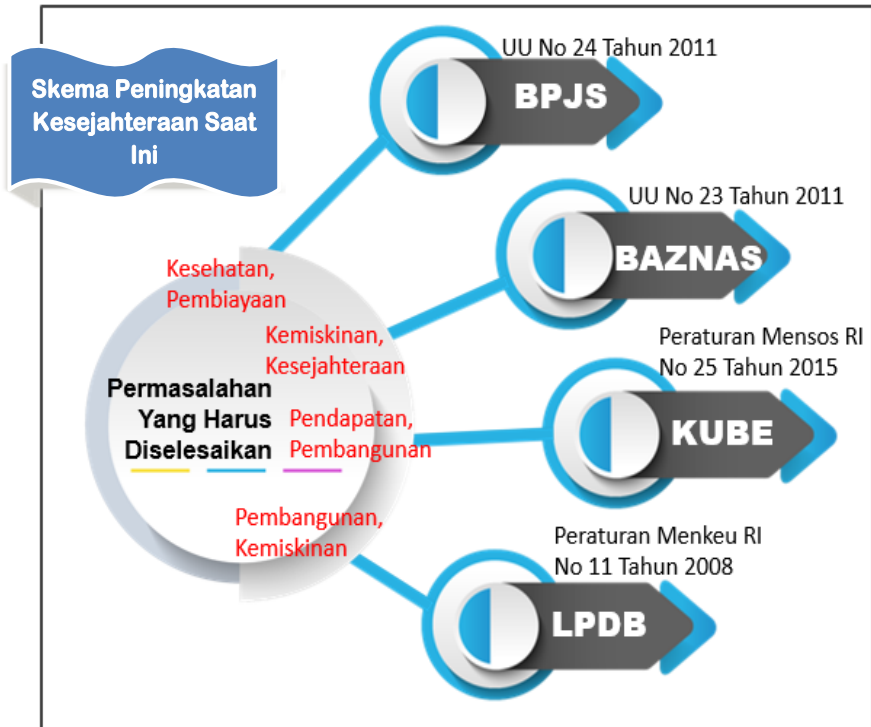 Skema Peningkatan
Kesejahteraan Saat
Ini
UU No 24 Tahun 2011
BPJS
UU No 23 Tahun 2011
BAZNAS
Peraturan Mensos RI
No 25 Tahun 2015
KUBE
Peraturan Menkeu RI
No 11 Tahun 2008
LPDB
Kesehatan,
Pembiayaan
Kemiskinan,
Kesejahteraan
Permasalahan
Yang Harus
Diselesaikan
Pendapatan,
Pembangunan
Pembangunan,
Kemiskinan